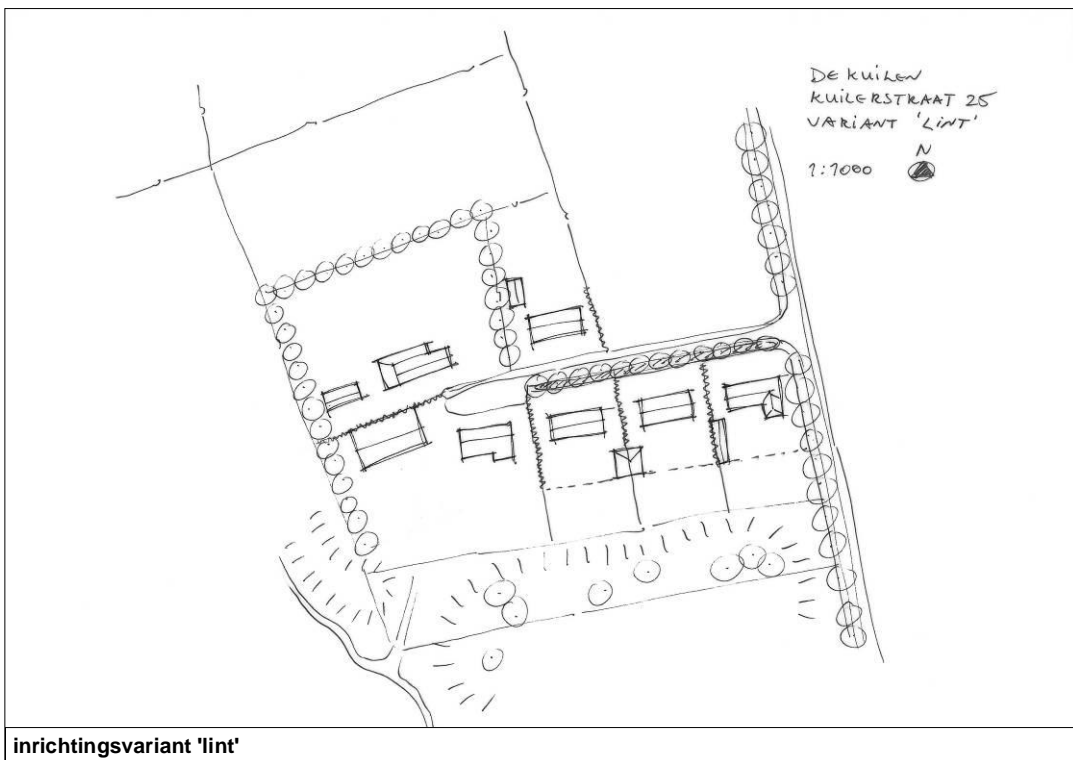 DE KUILEN
KUILERSTRAAT 25
VARIANT 'LINT'
N
1:1000
inrichtingsvariant 'lint'